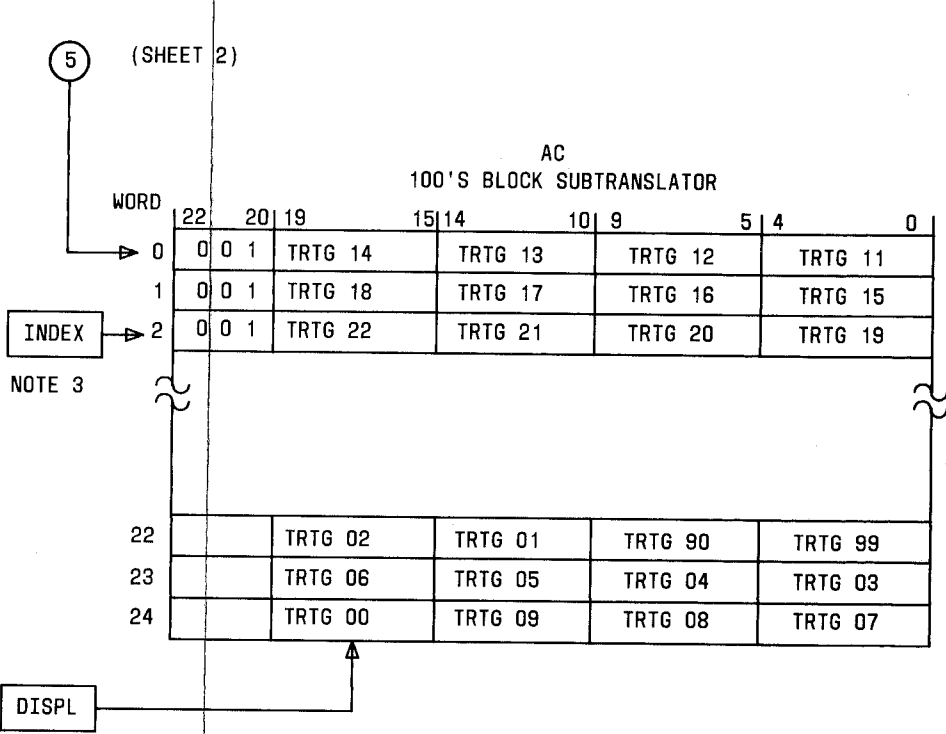 5 (SHEET 2)
AC
100'S BLOCK SUBTRANSLATOR
WORD
22 20 19 15 14 10 9 5 4 0
0 0 0 1 TRTG 14 TRTG 13 TRTG 12 TRTG 11
1 0 0 1 TRTG 18 TRTG 17 TRTG 16 TRTG 15
INDEX 2 0 0 1 TRTG 22 TRTG 21 TRTG 20 TRTG 19
NOTE 3
22 TRTG 02 TRTG 01 TRTG 90 TRTG 99
23 TRTG 06 TRTG 05 TRTG 04 TRTG 03
24 TRTG 00 TRTG 09 TRTG 08 TRTG 07
DISPL